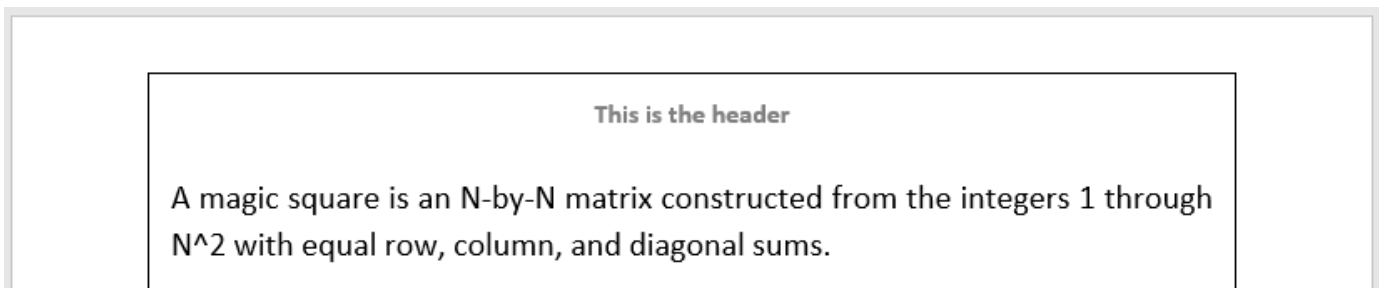 This is the header
A magic square is an N-by-N matrix constructed from the integers 1 through
N^2 with equal row, column, and diagonal sums.